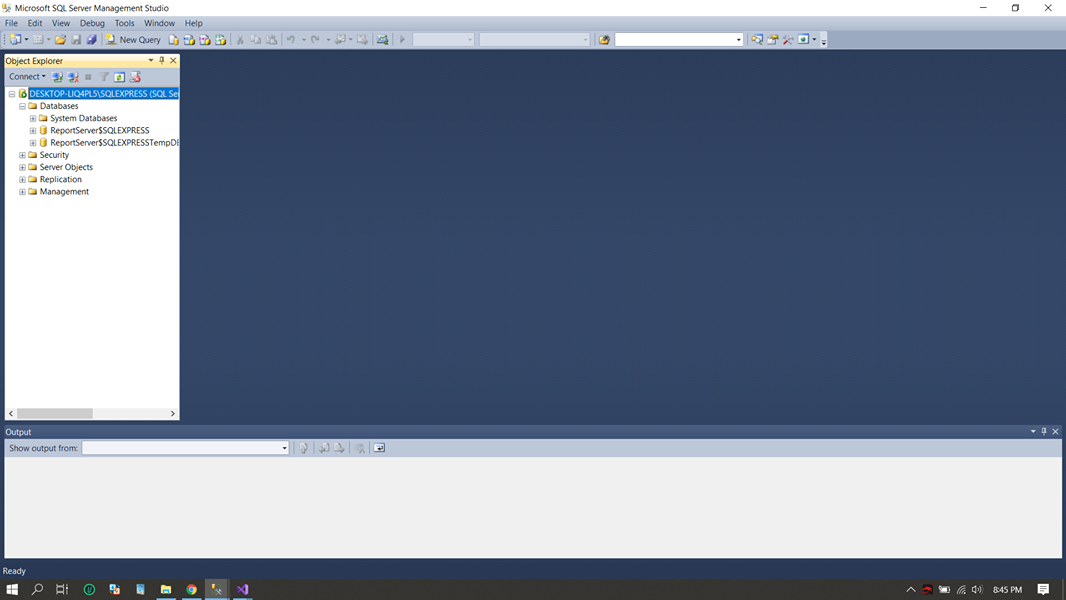 Microsoft SQL Server Management Studio
File Edit View Debug Tools Window Help
New Query
Object Explorer
Connect
DESKTOP-LIQ4PL5\SQLEXPRESS (SQL Se
Databases
System Databases
ReportServer$SQLEXPRESS
ReportServer$SQLEXPRESSTempDB
Security
Server Objects
Replication
Management
Output
Show output from:
Ready
8:45 PM